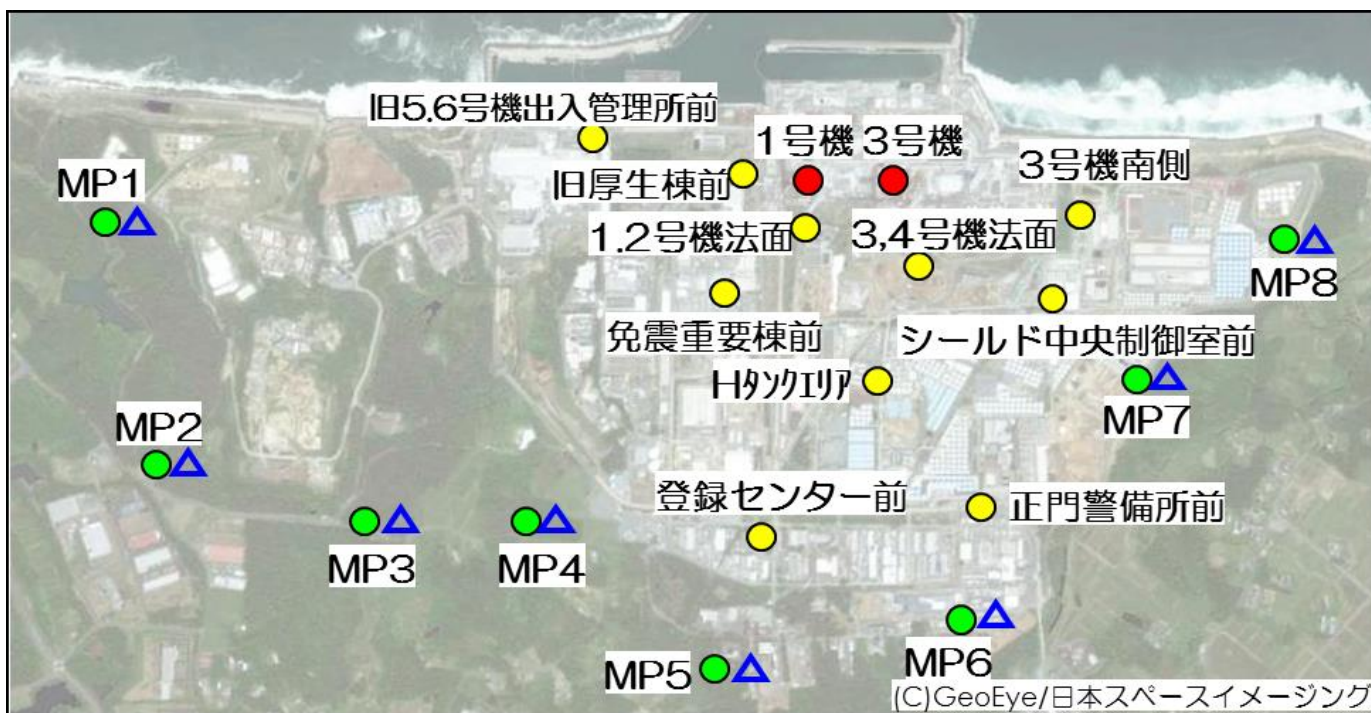 旧5.6号機出入管理所前
1号機
3号機
旧厚生棟前
3号機南側
MP1
1.2号機法面
3,4号機法面
MP8
免震重要棟前
シールド中央制御室前
Hﾀﾝｸｴﾘｱ
MP7
MP2
登録センター前
正門警備所前
MP3
MP4
MP5
MP6
(C)GeoEye/日本スペースイメージング